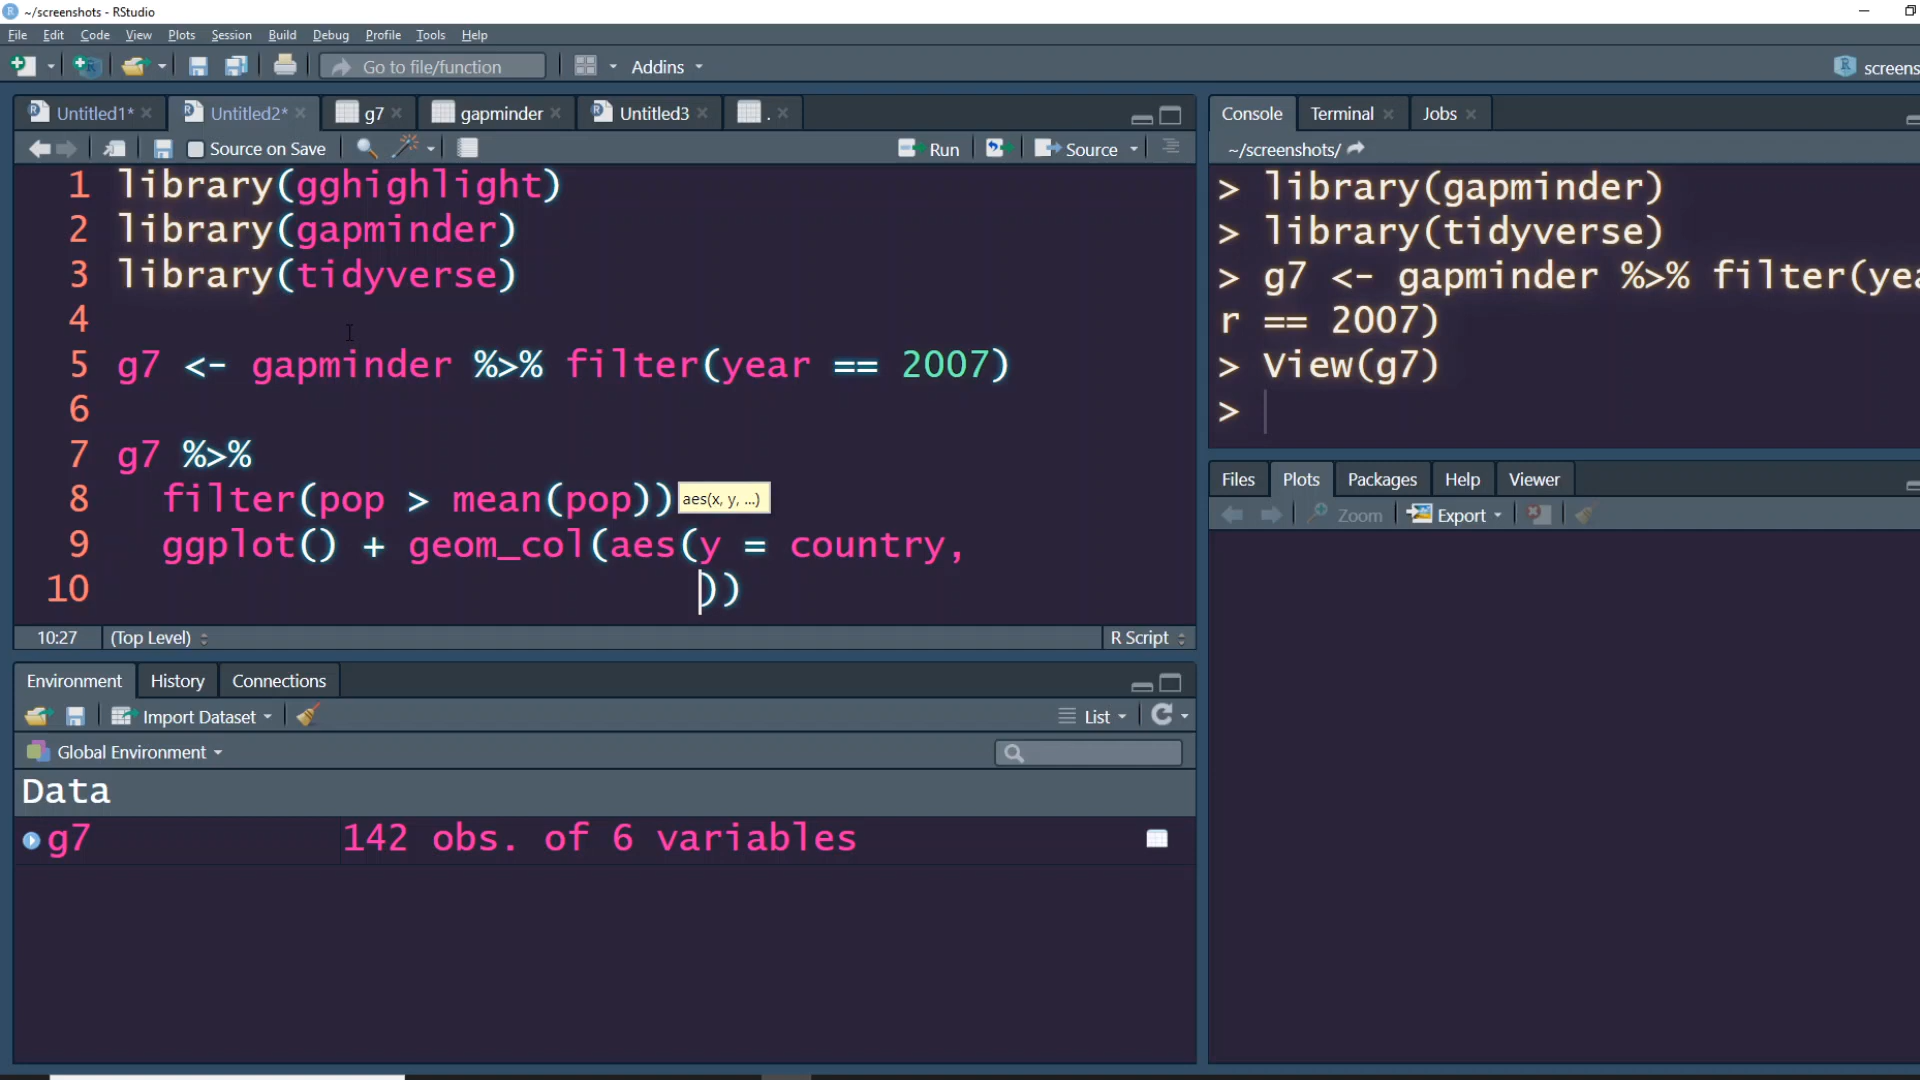 ~/screenshots - RStudio
File Edit Code View Plots Session Build Debug Profile Tools Help
Go to file/function Addins screens
Untitled1* Untitled2* g7 gapminder Untitled3 .
Source on Save Run Source
1 library(gghighlight)
2 library(gapminder)
3 library(tidyverse)
4
5 g7 <- gapminder %>% filter(year == 2007)
6
7 g7 %>%
8 filter(pop > mean(pop))
aes(x, y, ...)
9 ggplot() + geom_col(aes(y = country,
10 ))
10:27 (Top Level) R Script
Environment History Connections
Import Dataset List
Global Environment
Data
g7 142 obs. of 6 variables
Console Terminal Jobs
~/screenshots/
> library(gapminder)
> library(tidyverse)
> g7 <- gapminder %>% filter(yea
r == 2007)
> View(g7)
>
Files Plots Packages Help Viewer
Zoom Export